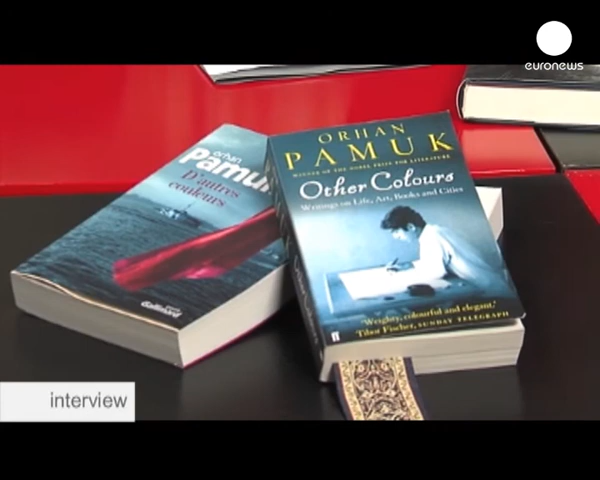 euronews
orhan
Pamuk
D'autres
couleurs
Gallimard
ORHAN
PAMUK
WINNER OF THE NOBEL PRIZE FOR LITERATURE
Other Colours
Writings on Life, Art, Books and Cities
'Weighty, colourful and elegant.'
Tibor Fischer, SUNDAY TELEGRAPH
ff
interview